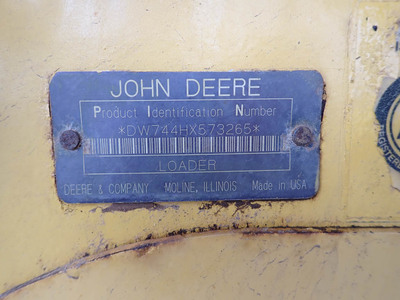 JOHN DEERE
Product Identification Number
*DW744HX573265*
LOADER
DEERE & COMPANY MOLINE, ILLINOIS Made in USA